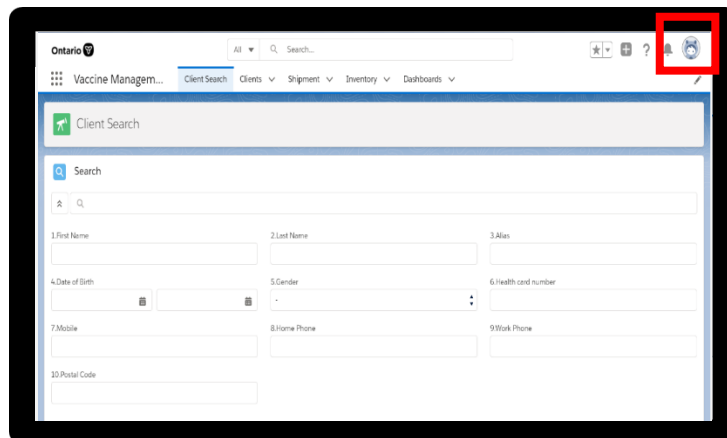 Ontario
All
Search...
?
Vaccine Managem...
Client Search
Clients
Shipment
Inventory
Dashboards
Client Search
Search
1.First Name
2.Last Name
3.Alias
4.Date of Birth
5.Gender
6.Health card number
-
7.Mobile
8.Home Phone
9.Work Phone
10.Postal Code